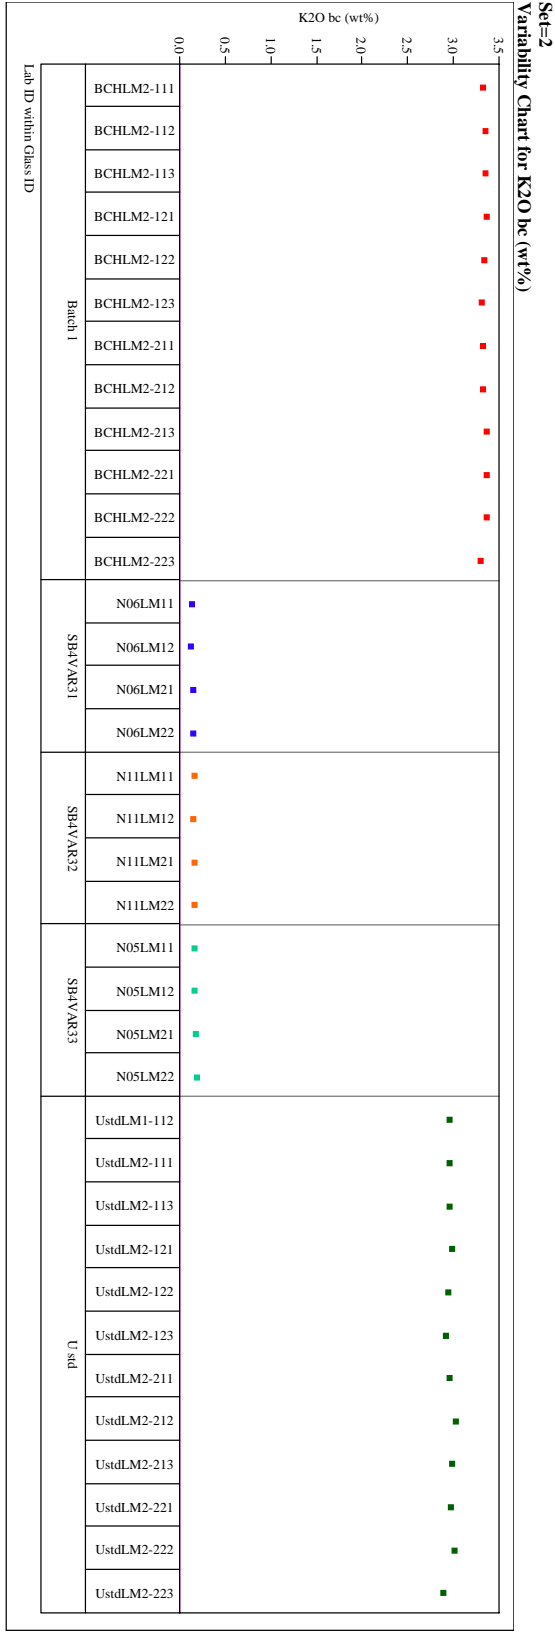 Set=2
Variability Chart for K2O bc (wt%)
K2O bc (wt%)
3.5
3.0
2.5
2.0
1.5
1.0
0.5
0.0
BCHLM2-111
BCHLM2-112
BCHLM2-113
BCHLM2-121
BCHLM2-122
BCHLM2-123
BCHLM2-211
BCHLM2-212
BCHLM2-213
BCHLM2-221
BCHLM2-222
BCHLM2-223
N06LM11
N06LM12
N06LM21
N06LM22
N11LM11
N11LM12
N11LM21
N11LM22
N05LM11
N05LM12
N05LM21
N05LM22
UstdLM1-112
UstdLM2-111
UstdLM2-113
UstdLM2-121
UstdLM2-122
UstdLM2-123
UstdLM2-211
UstdLM2-212
UstdLM2-213
UstdLM2-221
UstdLM2-222
UstdLM2-223
Batch 1
SB4VAR31
SB4VAR32
SB4VAR33
U std
Lab ID within Glass ID